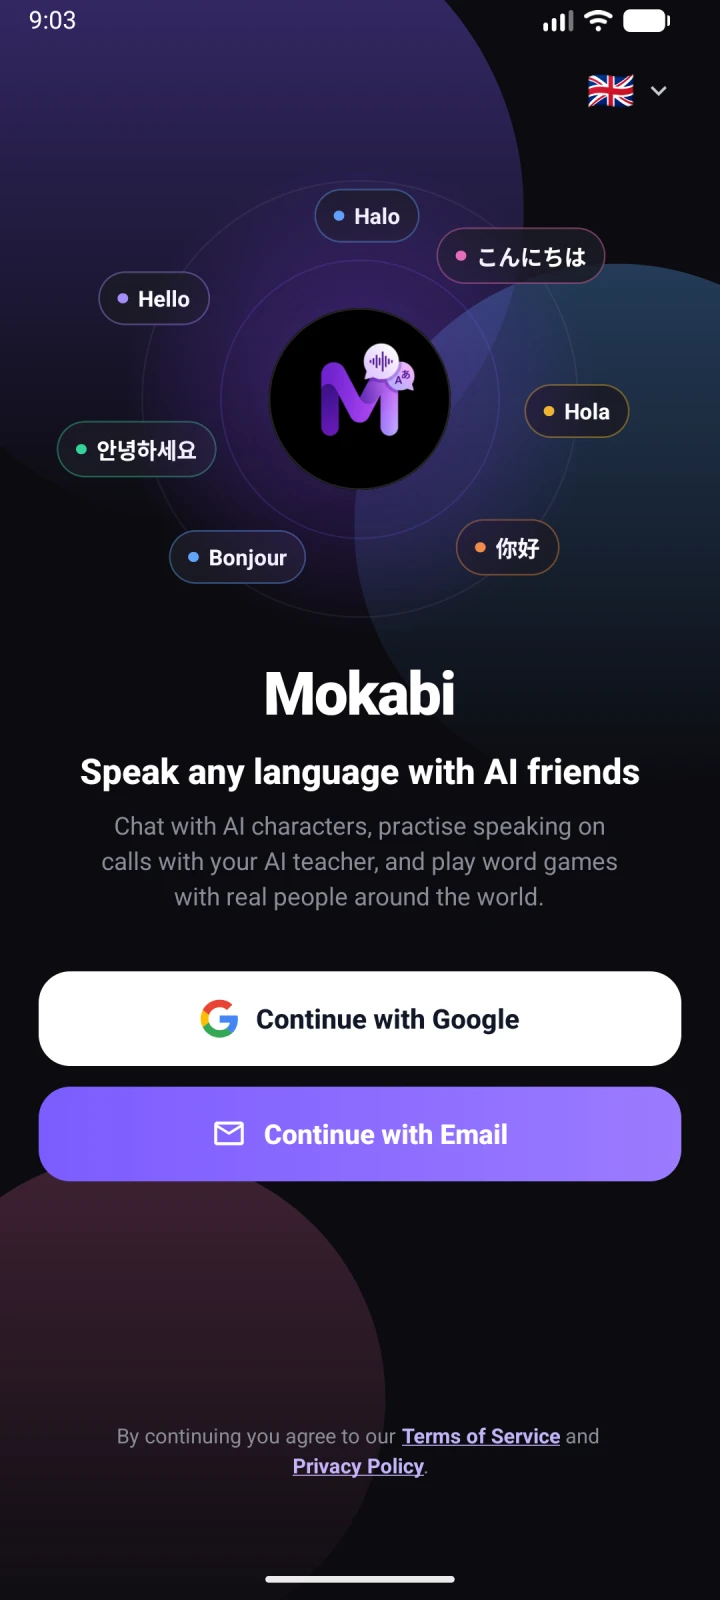 9:03
Halo
こんにちは
Hello
Hola
안녕하세요
你好
Bonjour
Mokabi
Speak any language with AI friends
Chat with AI characters, practise speaking on
calls with your AI teacher, and play word games
with real people around the world.
Continue with Google
Continue with Email
By continuing you agree to our Terms of Service and
Privacy Policy.